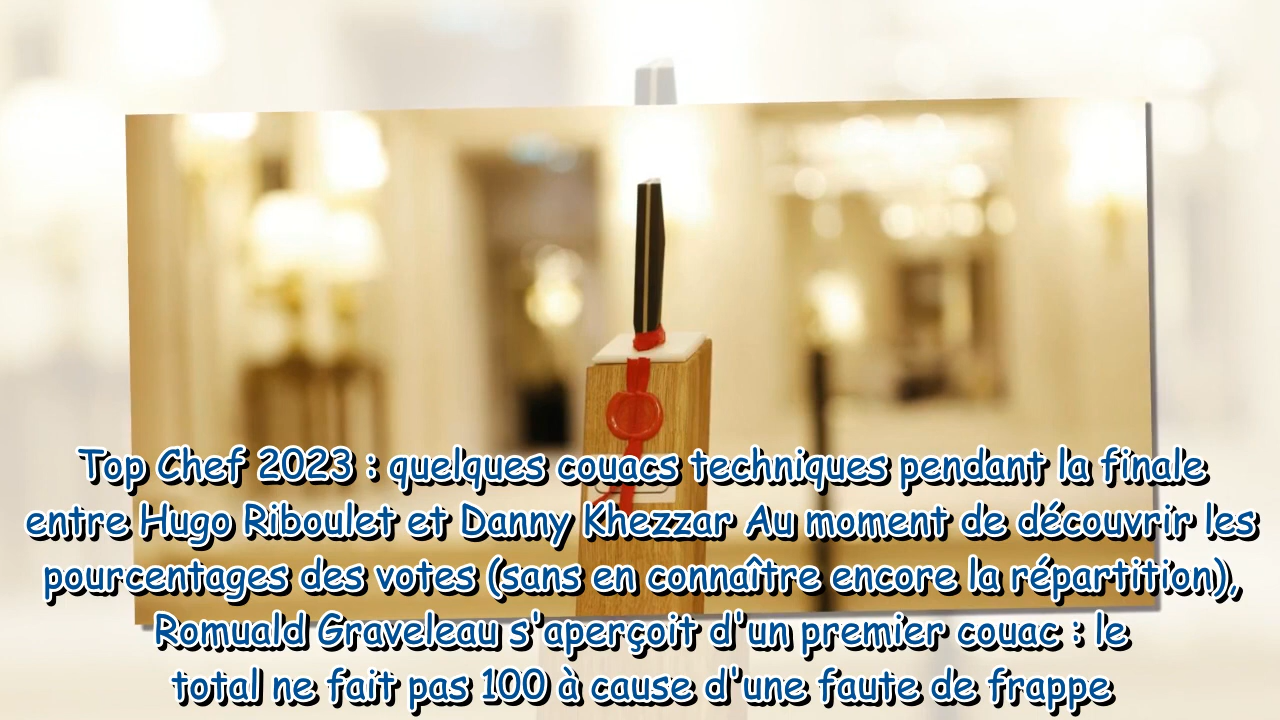 Top Chef 2023 : quelques couacs techniques pendant la finale
entre Hugo Riboulet et Danny Khezzar Au moment de découvrir les
pourcentages des votes (sans en connaître encore la répartition),
Romuald Graveleau s'aperçoit d'un premier couac : le
total ne fait pas 100 à cause d'une faute de frappe